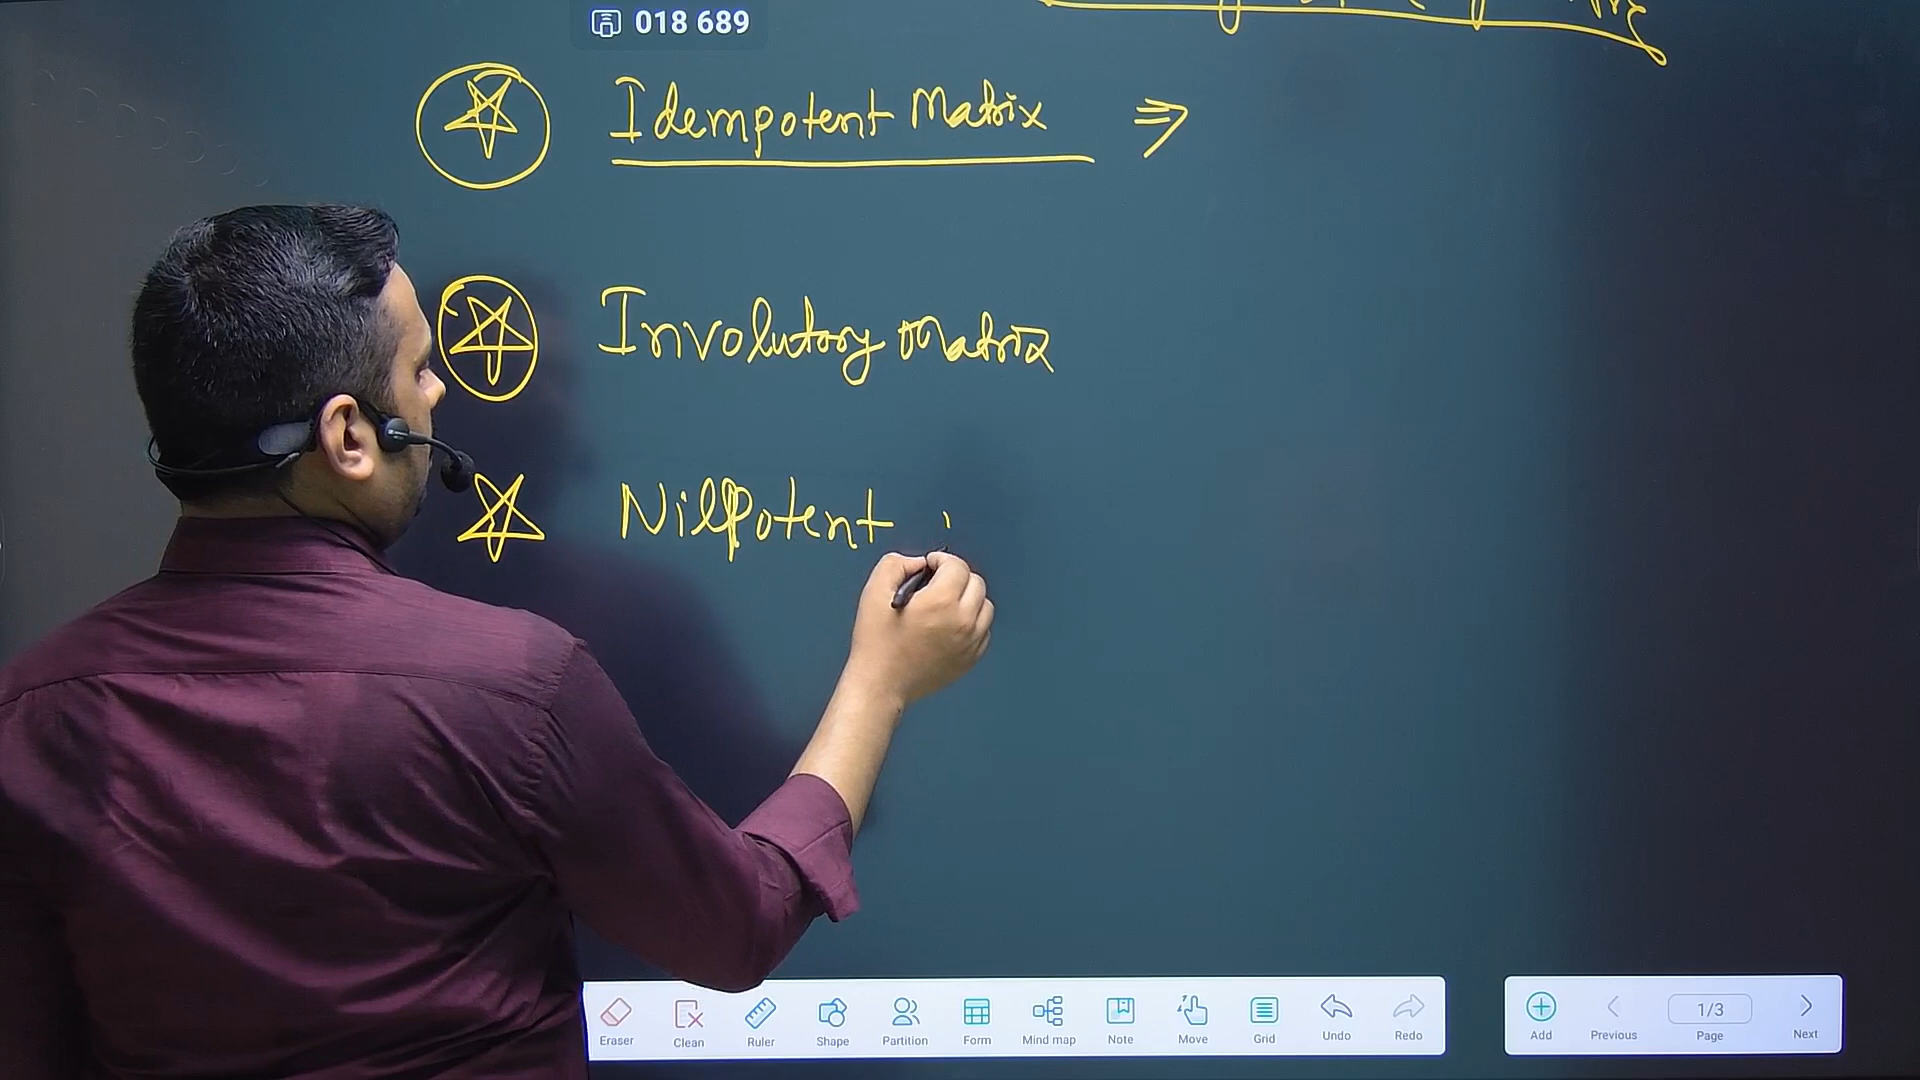 018 689
Idempotent Matrix ⇒
Involutory Matrix
Nilpotent
Eraser Clean Ruler Shape Partition Form Mind map Note Move Grid Undo Redo Add Previous 1/3 Page Next